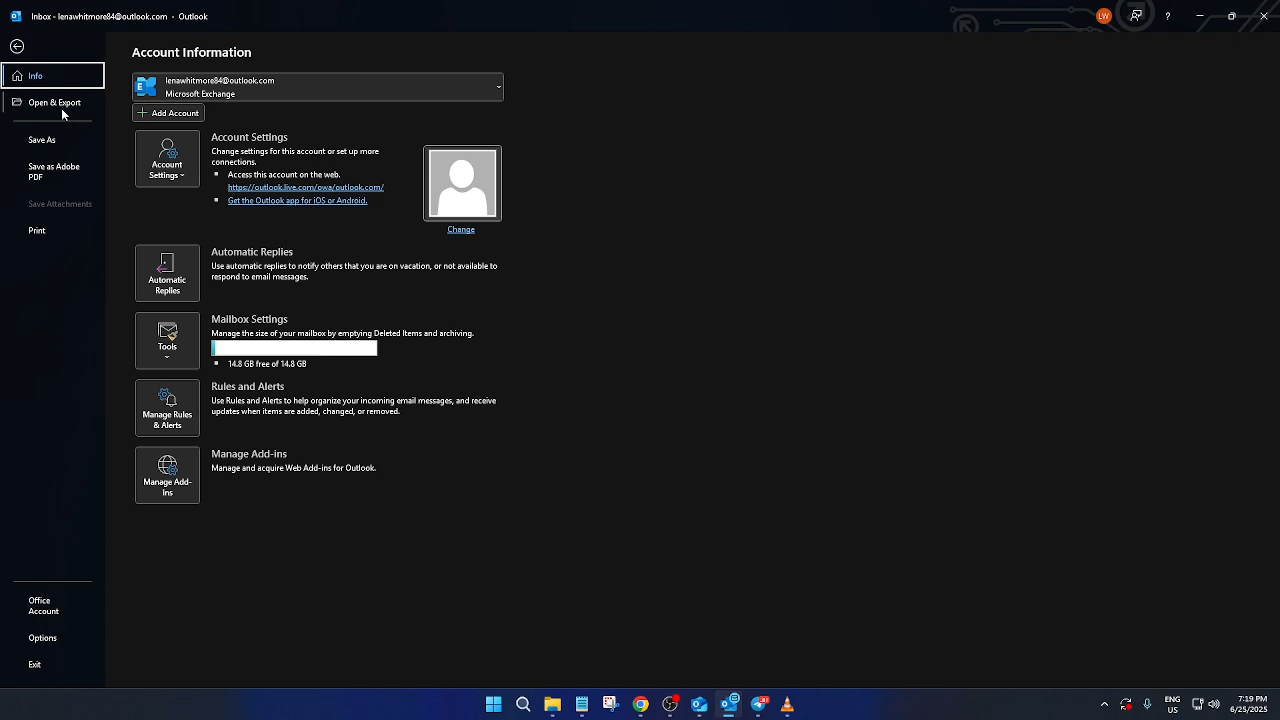 Inbox - lenawhitmore84@outlook.com - Outlook
LW
?
Info
Open & Export
Save As
Save as Adobe
PDF
Save Attachments
Print
Office
Account
Options
Exit
Account Information
lenawhitmore84@outlook.com
Microsoft Exchange
Add Account
Account
Settings
Account Settings
Change settings for this account or set up more
connections.
Access this account on the web.
https://outlook.live.com/owa/outlook.com/
Get the Outlook app for iOS or Android.
Change
Automatic
Replies
Automatic Replies
Use automatic replies to notify others that you are on vacation, or not available to
respond to email messages.
Tools
Mailbox Settings
Manage the size of your mailbox by emptying Deleted Items and archiving.
14.8 GB free of 14.8 GB
Manage Rules
& Alerts
Rules and Alerts
Use Rules and Alerts to help organize your incoming email messages, and receive
updates when items are added, changed, or removed.
Manage Add-
ins
Manage Add-ins
Manage and acquire Web Add-ins for Outlook.
ENG
US
7:19 PM
6/25/2025